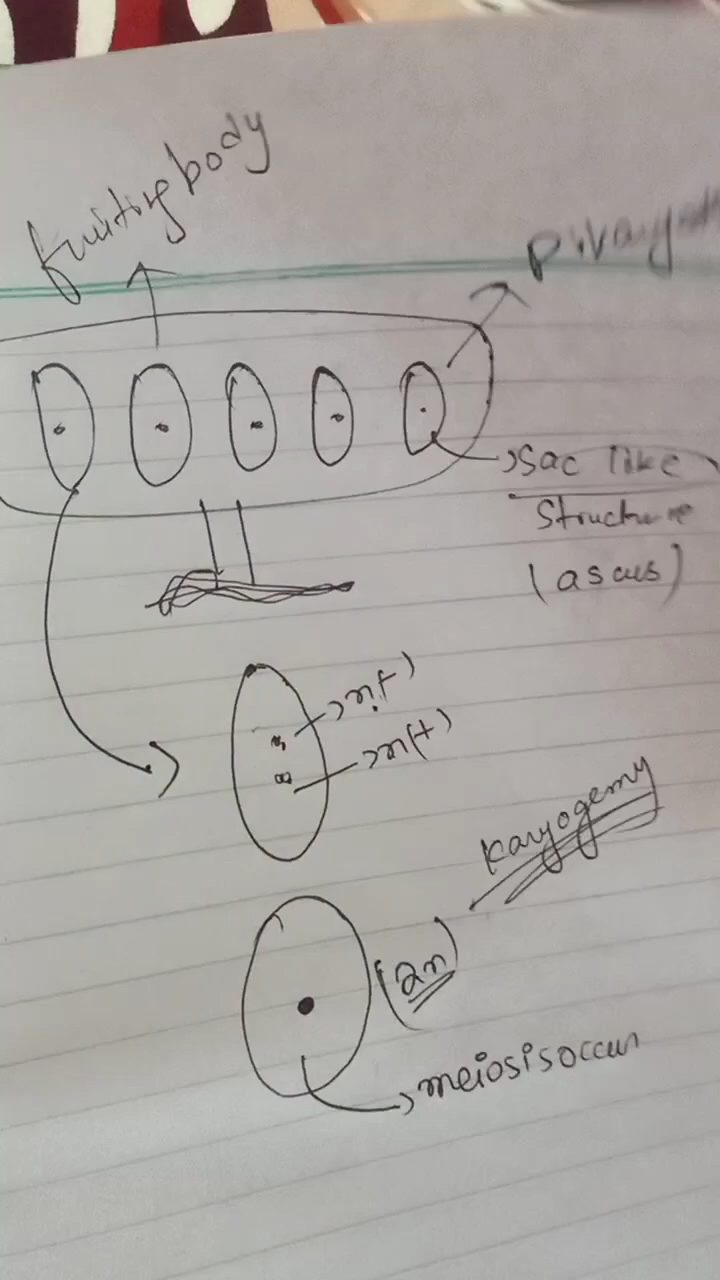 fruiting body
sac like
structure
(ascus)
n(+)
karyogemy
(2n)
meiosis occur